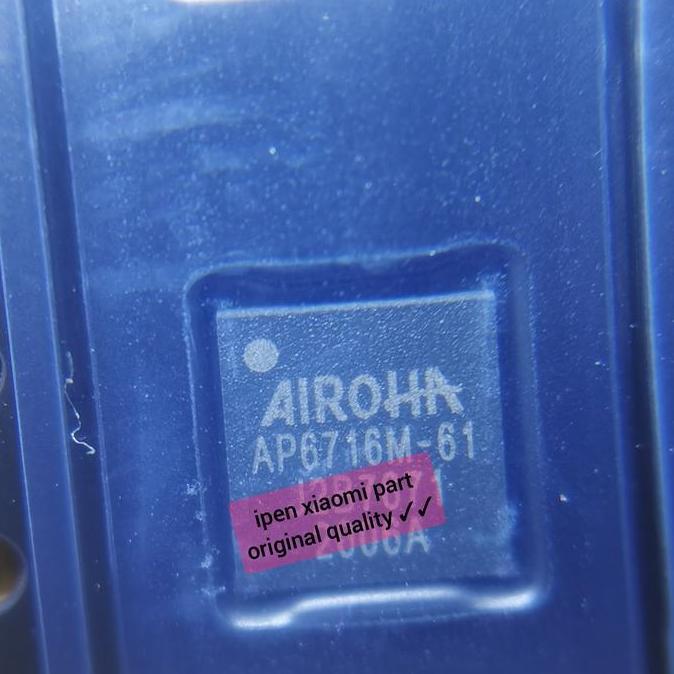 AIROHA
AP6716M-61
ipen xiaomi part
original quality ✓✓